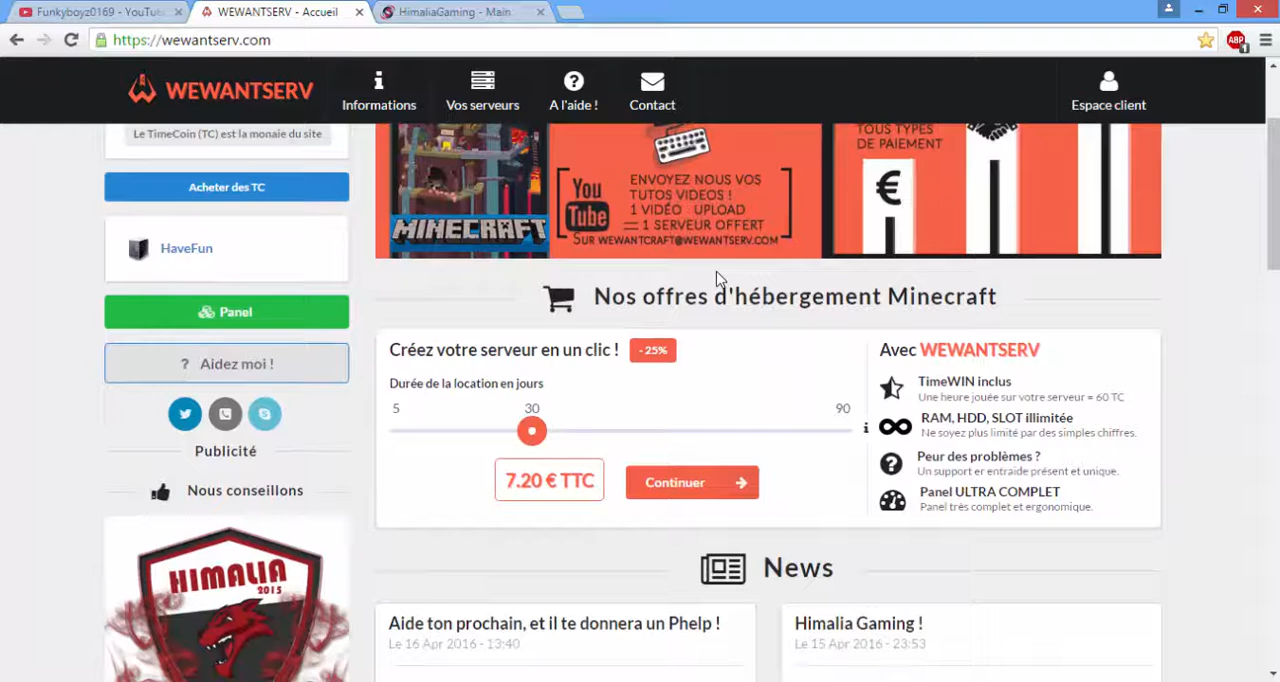 Funkyboyz0169 - YouTu
WEWANTSERV - Accueil
HimaliaGaming - Main
https://wewantserv.com
ABP
1
WEWANTSERV
Informations
Vos serveurs
A l'aide !
Contact
Espace client
Le TimeCoin (TC) est la monaie du site
Acheter des TC
HaveFun
Panel
? Aidez moi !
Publicité
Nous conseillons
HIMALIA
2015
MINECRAFT
You
Tube
ENVOYEZ NOUS VOS
TUTOS VIDEOS !
1 VIDÉO UPLOAD
= 1 SERVEUR OFFERT
SUR WEWANTCRAFT@WEWANTSERV.COM
TOUS TYPES
DE PAIEMENT
€
Nos offres d'hébergement Minecraft
Créez votre serveur en un clic !
- 25%
Durée de la location en jours
5
30
90
7.20 € TTC
Continuer
Avec WEWANTSERV
TimeWIN inclus
Une heure jouée sur votre serveur = 60 TC
RAM, HDD, SLOT illimitée
Ne soyez plus limité par des simples chiffres.
Peur des problèmes ?
Un support er entraide présent et unique.
Panel ULTRA COMPLET
Panel très complet et ergonomique.
News
Aide ton prochain, et il te donnera un Phelp !
Le 16 Apr 2016 - 13:40
Himalia Gaming !
Le 15 Apr 2016 - 23:53